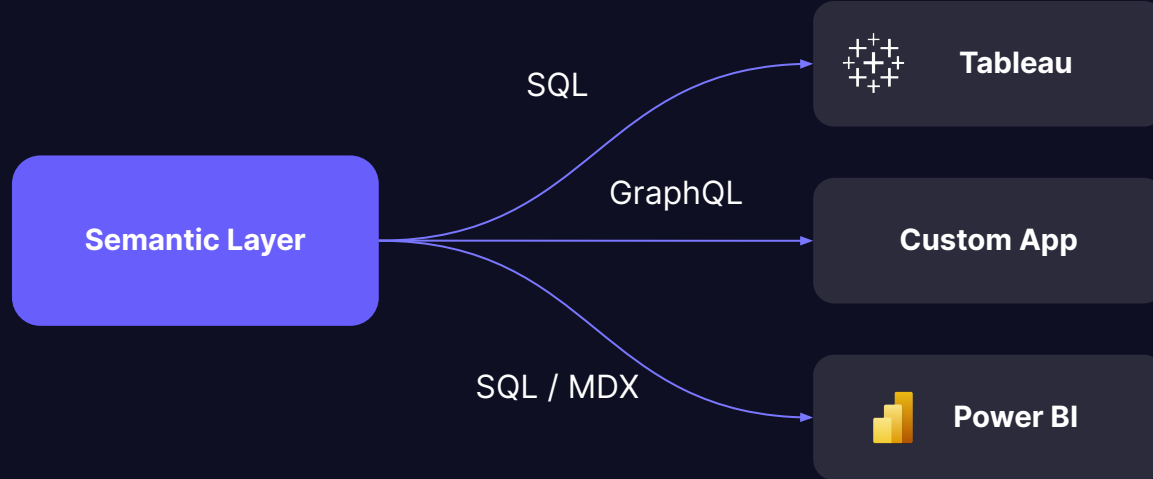 Tableau
SQL
GraphQL
Semantic Layer
Custom App
SQL / MDX
Power BI